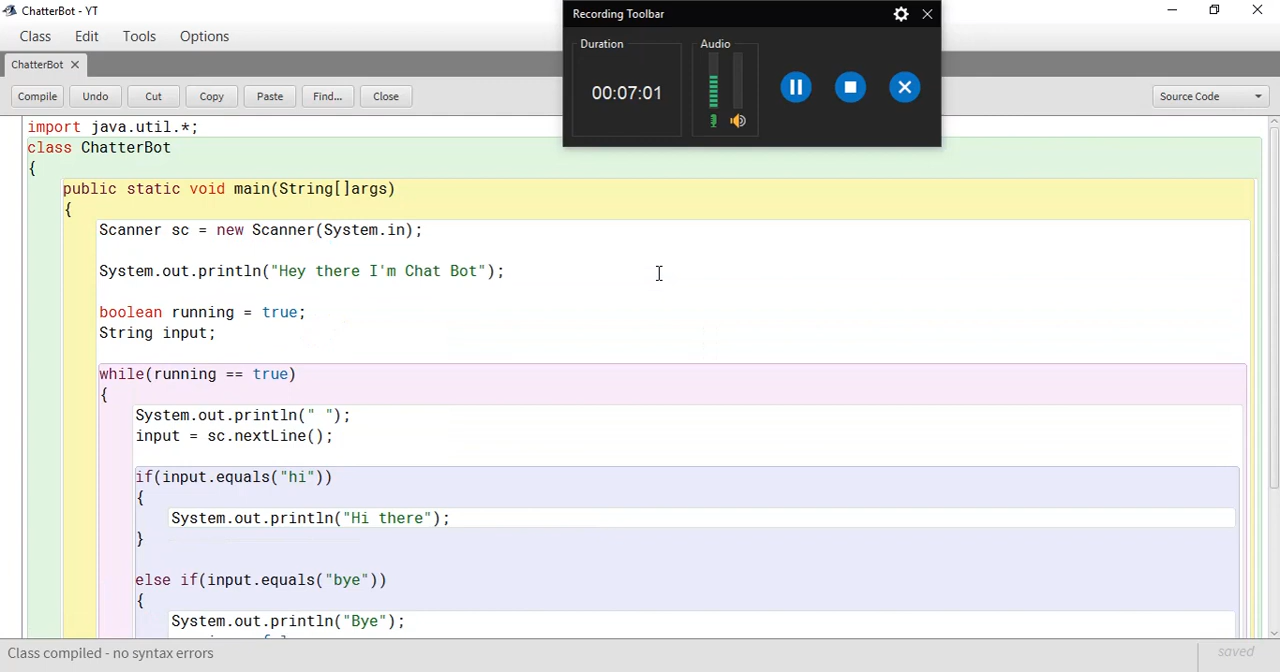 ChatterBot - YT
Class Edit Tools Options
ChatterBot
Compile Undo Cut Copy Paste Find... Close
Source Code
Recording Toolbar
Duration
Audio
00:07:01
import java.util.*;
class ChatterBot
{
public static void main(String[]args)
{
Scanner sc = new Scanner(System.in);
System.out.println("Hey there I'm Chat Bot");
boolean running = true;
String input;
while(running == true)
{
System.out.println(" ");
input = sc.nextLine();
if(input.equals("hi"))
{
System.out.println("Hi there");
}
else if(input.equals("bye"))
{
System.out.println("Bye");
Class compiled - no syntax errors
saved